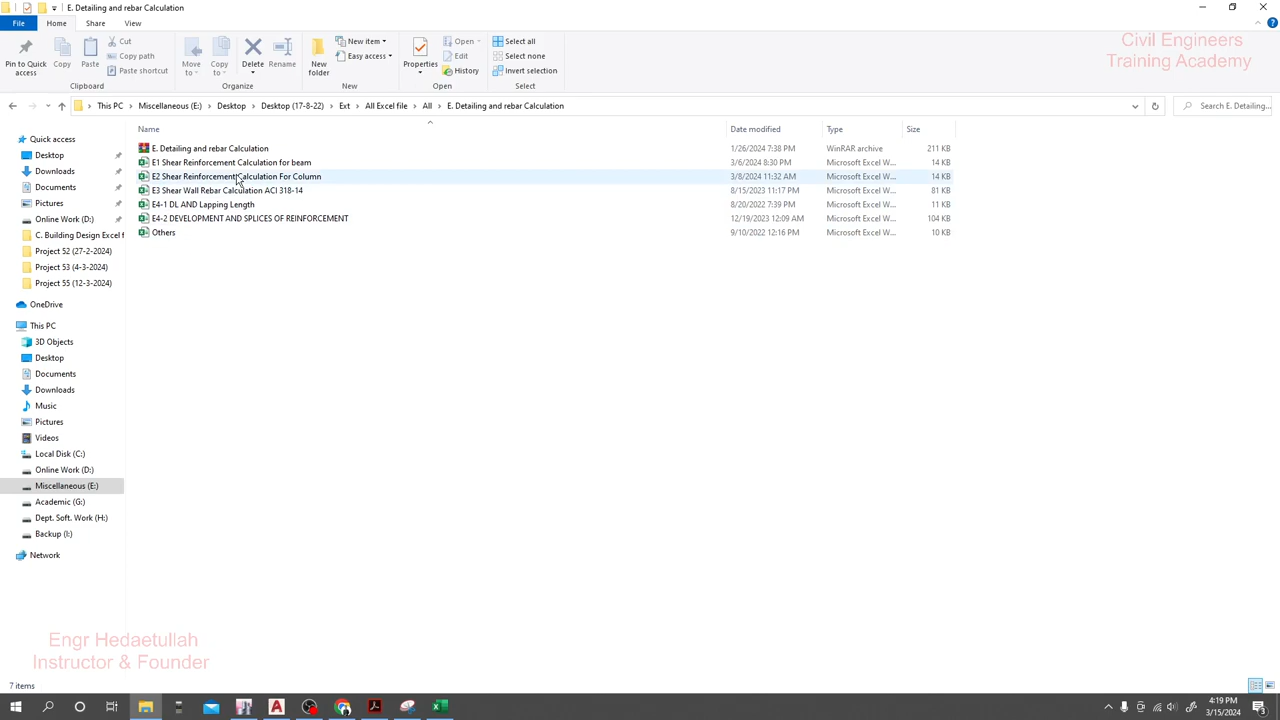 E. Detailing and rebar Calculation
File Home Share View
Pin to Quick access
Copy
Paste
Cut
Copy path
Paste shortcut
Clipboard
Move to
Copy to
Delete
Rename
Organize
New folder
New item
Easy access
New
Properties
Open
Edit
History
Open
Select all
Select none
Invert selection
Select
Civil Engineers
Training Academy
This PC Miscellaneous (E:) Desktop Desktop (17-8-22) Ext All Excel file All E. Detailing and rebar Calculation
Search E. Detailing...
Name Date modified Type Size
E. Detailing and rebar Calculation 1/26/2024 7:38 PM WinRAR archive 211 KB
E1 Shear Reinforcement Calculation for beam 3/6/2024 8:30 PM Microsoft Excel W... 14 KB
E2 Shear Reinforcement Calculation For Column 3/8/2024 11:32 AM Microsoft Excel W... 14 KB
E3 Shear Wall Rebar Calculation ACI 318-14 8/15/2023 11:17 PM Microsoft Excel W... 81 KB
E4-1 DL AND Lapping Length 8/20/2022 7:39 PM Microsoft Excel W... 11 KB
E4-2 DEVELOPMENT AND SPLICES OF REINFORCEMENT 12/19/2023 12:09 AM Microsoft Excel W... 104 KB
Others 9/10/2022 12:16 PM Microsoft Excel W... 10 KB
Quick access
Desktop
Downloads
Documents
Pictures
Online Work (D:)
C. Building Design Excel f
Project 52 (27-2-2024)
Project 53 (4-3-2024)
Project 55 (12-3-2024)
OneDrive
This PC
3D Objects
Desktop
Documents
Downloads
Music
Pictures
Videos
Local Disk (C:)
Online Work (D:)
Miscellaneous (E:)
Academic (G:)
Dept. Soft. Work (H:)
Backup (I:)
Network
Engr Hedaetullah
Instructor & Founder
7 items
4:19 PM
3/15/2024